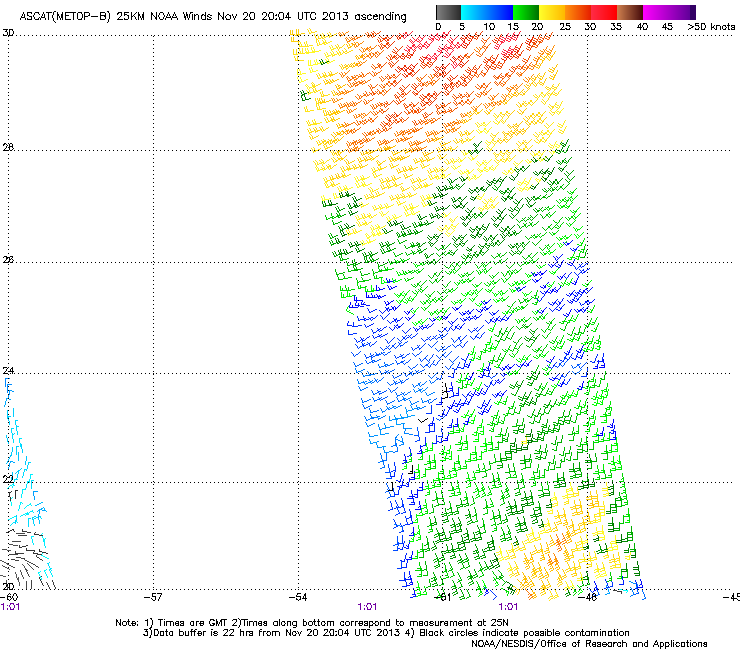 ASCAT(METOP-B) 25KM NOAA Winds Nov 20 20:04 UTC 2013 ascending
0 5 10 15 20 25 30 35 40 45 >50 knots
30
28
26
24
22
20
-60 -57 -54 -51 -48 -45
1:01 1:01 1:01
Note: 1) Times are GMT 2)Times along bottom correspond to measurement at 25N
3)Data buffer is 22 hrs from Nov 20 20:04 UTC 2013 4) Black circles indicate possible contamination
NOAA/NESDIS/Office of Research and Applications